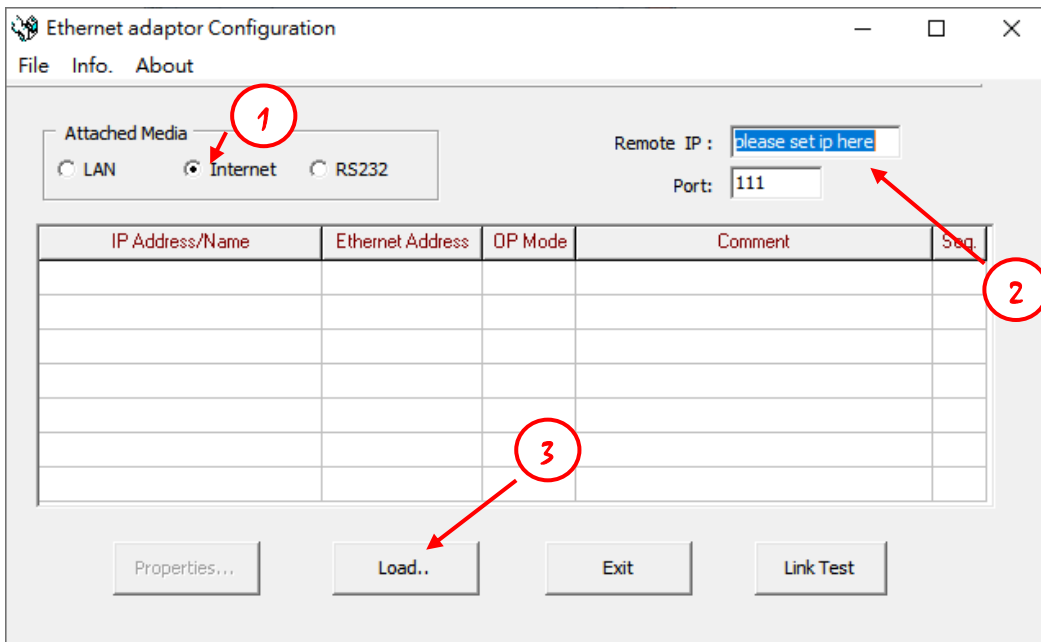 Ethernet adaptor Configuration
File Info. About
1
Attached Media
LAN Internet RS232
Remote IP : please set ip here
Port: 111
IP Address/Name Ethernet Address OP Mode Comment Seq.
2
3
Properties... Load.. Exit Link Test